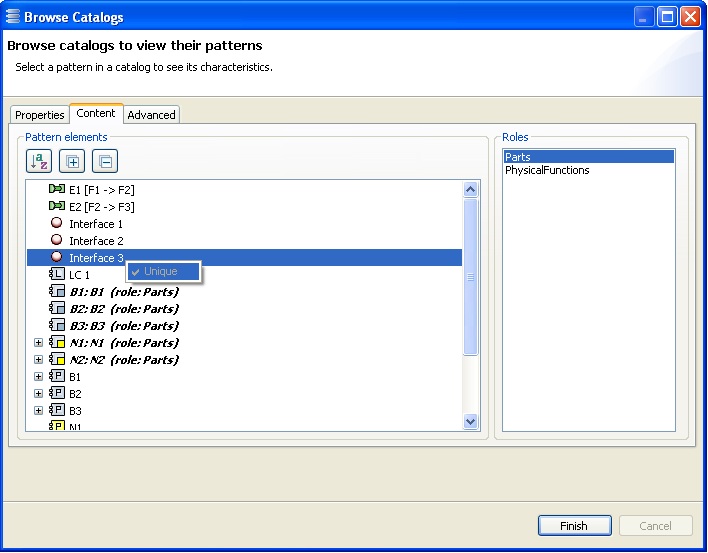 Browse Catalogs
Browse catalogs to view their patterns
Select a pattern in a catalog to see its characteristics.
Properties
Content
Advanced
Pattern elements
a
z
E1 [F1 -> F2]
E2 [F2 -> F3]
Interface 1
Interface 2
Interface 3
Unique
L LC 1
B1: B1 (role: Parts)
B2: B2 (role: Parts)
B3: B3 (role: Parts)
N1: N1 (role: Parts)
N2: N2 (role: Parts)
P B1
P B2
P B3
P N1
Roles
Parts
PhysicalFunctions
Finish
Cancel